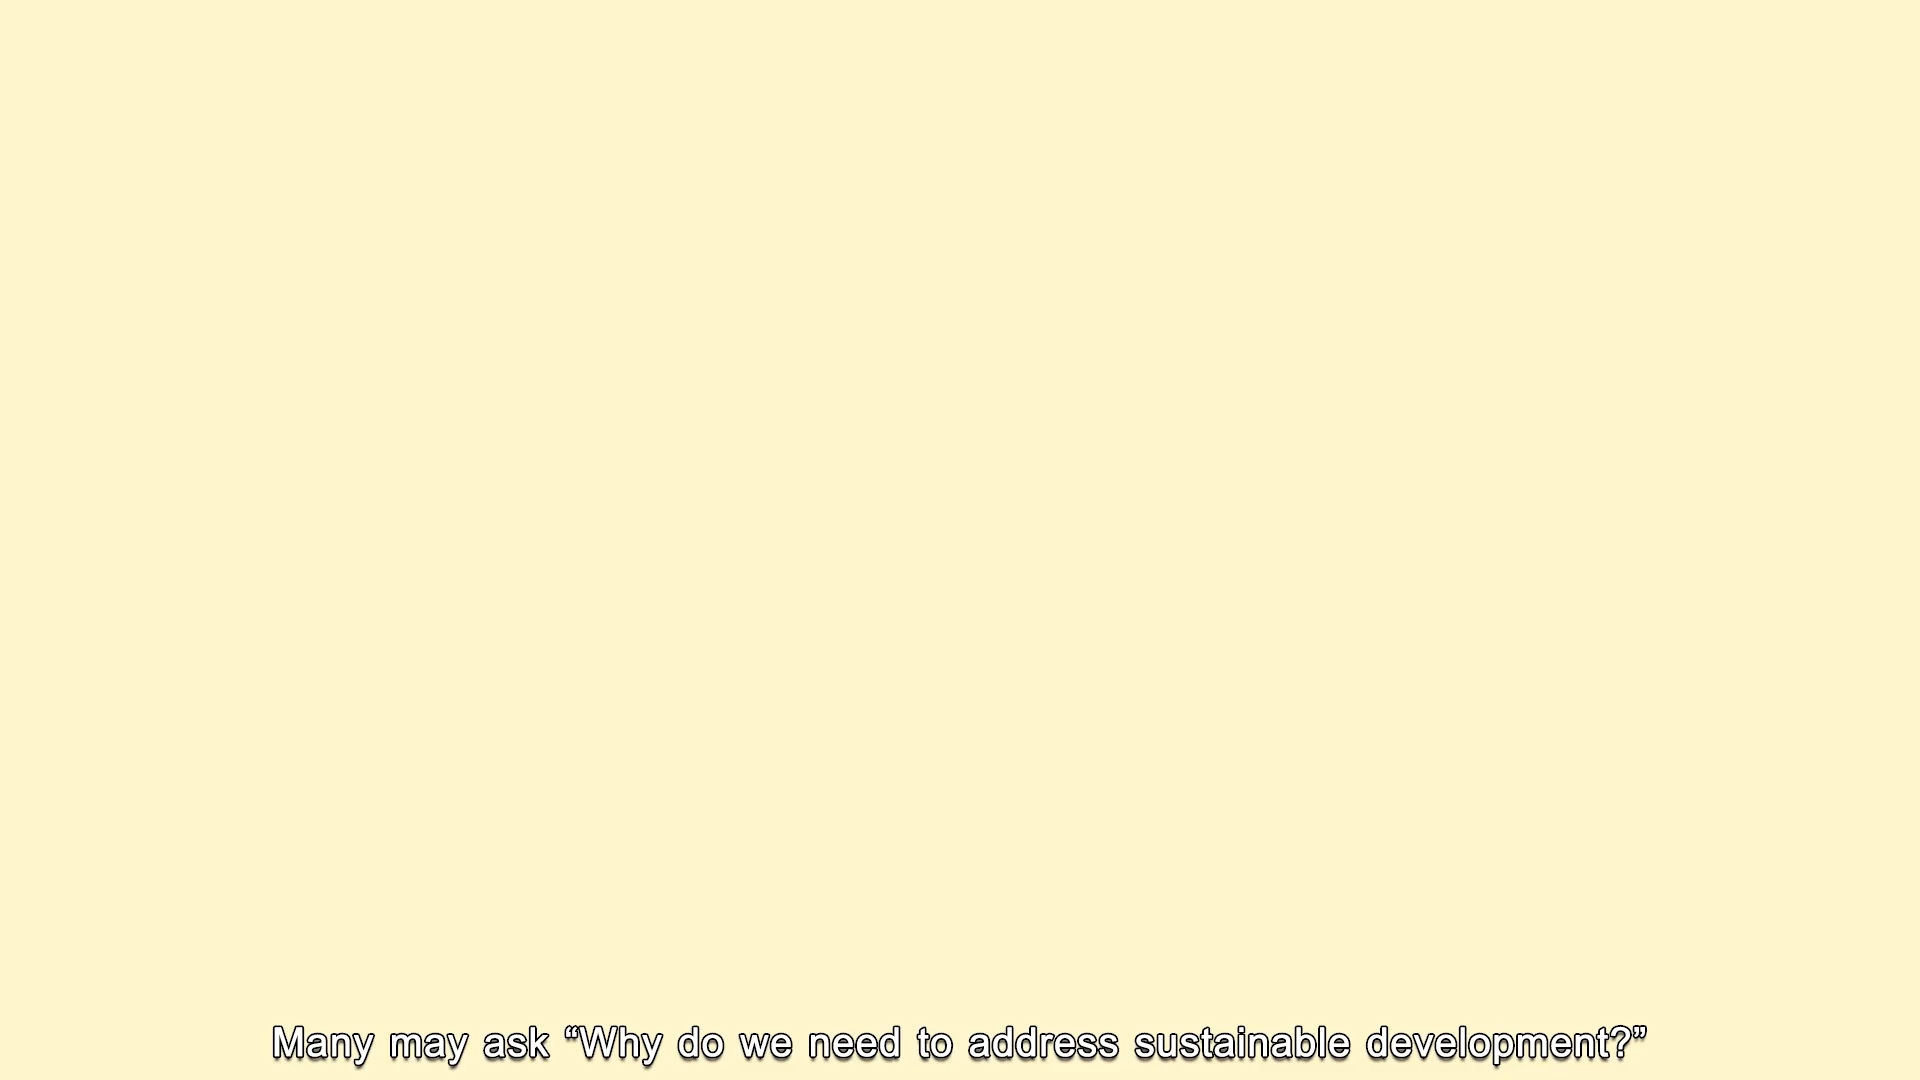 Many may ask “Why do we need to address sustainable development?”